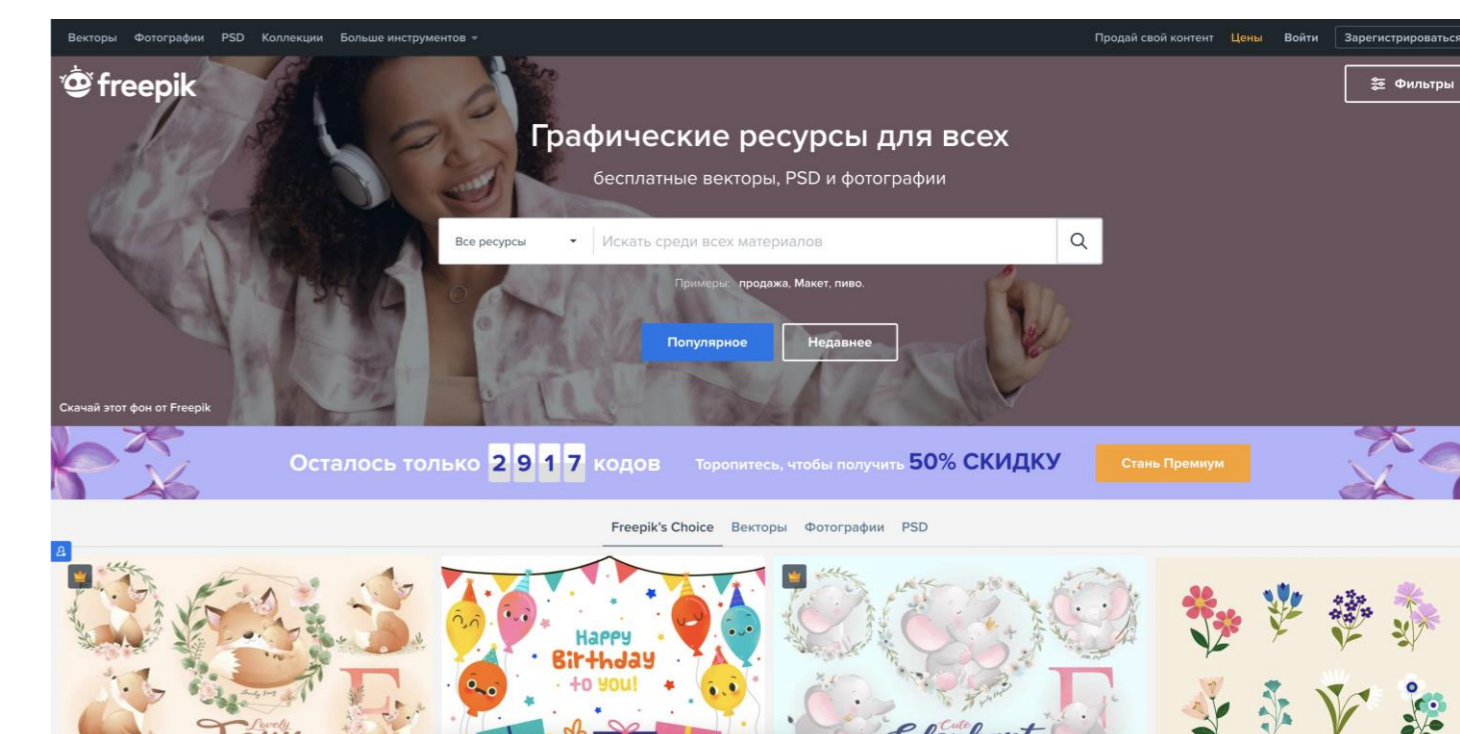 Векторы Фотографии PSD Коллекции Больше инструментов Продай свой контент Цены Войти Зарегистрироваться
freepik
Фильтры
Графические ресурсы для всех
бесплатные векторы, PSD и фотографии
Все ресурсы Искать среди всех материалов
Примеры: продажа, Макет, пиво.
Популярное Недавнее
Скачай этот фон от Freepik
Осталось только 2917 кодов Торопитесь, чтобы получить 50% СКИДКУ Стань Премиум
Freepik's Choice Векторы Фотографии PSD
Happy
Birthday
to you!
Lovely
Cute
E
E